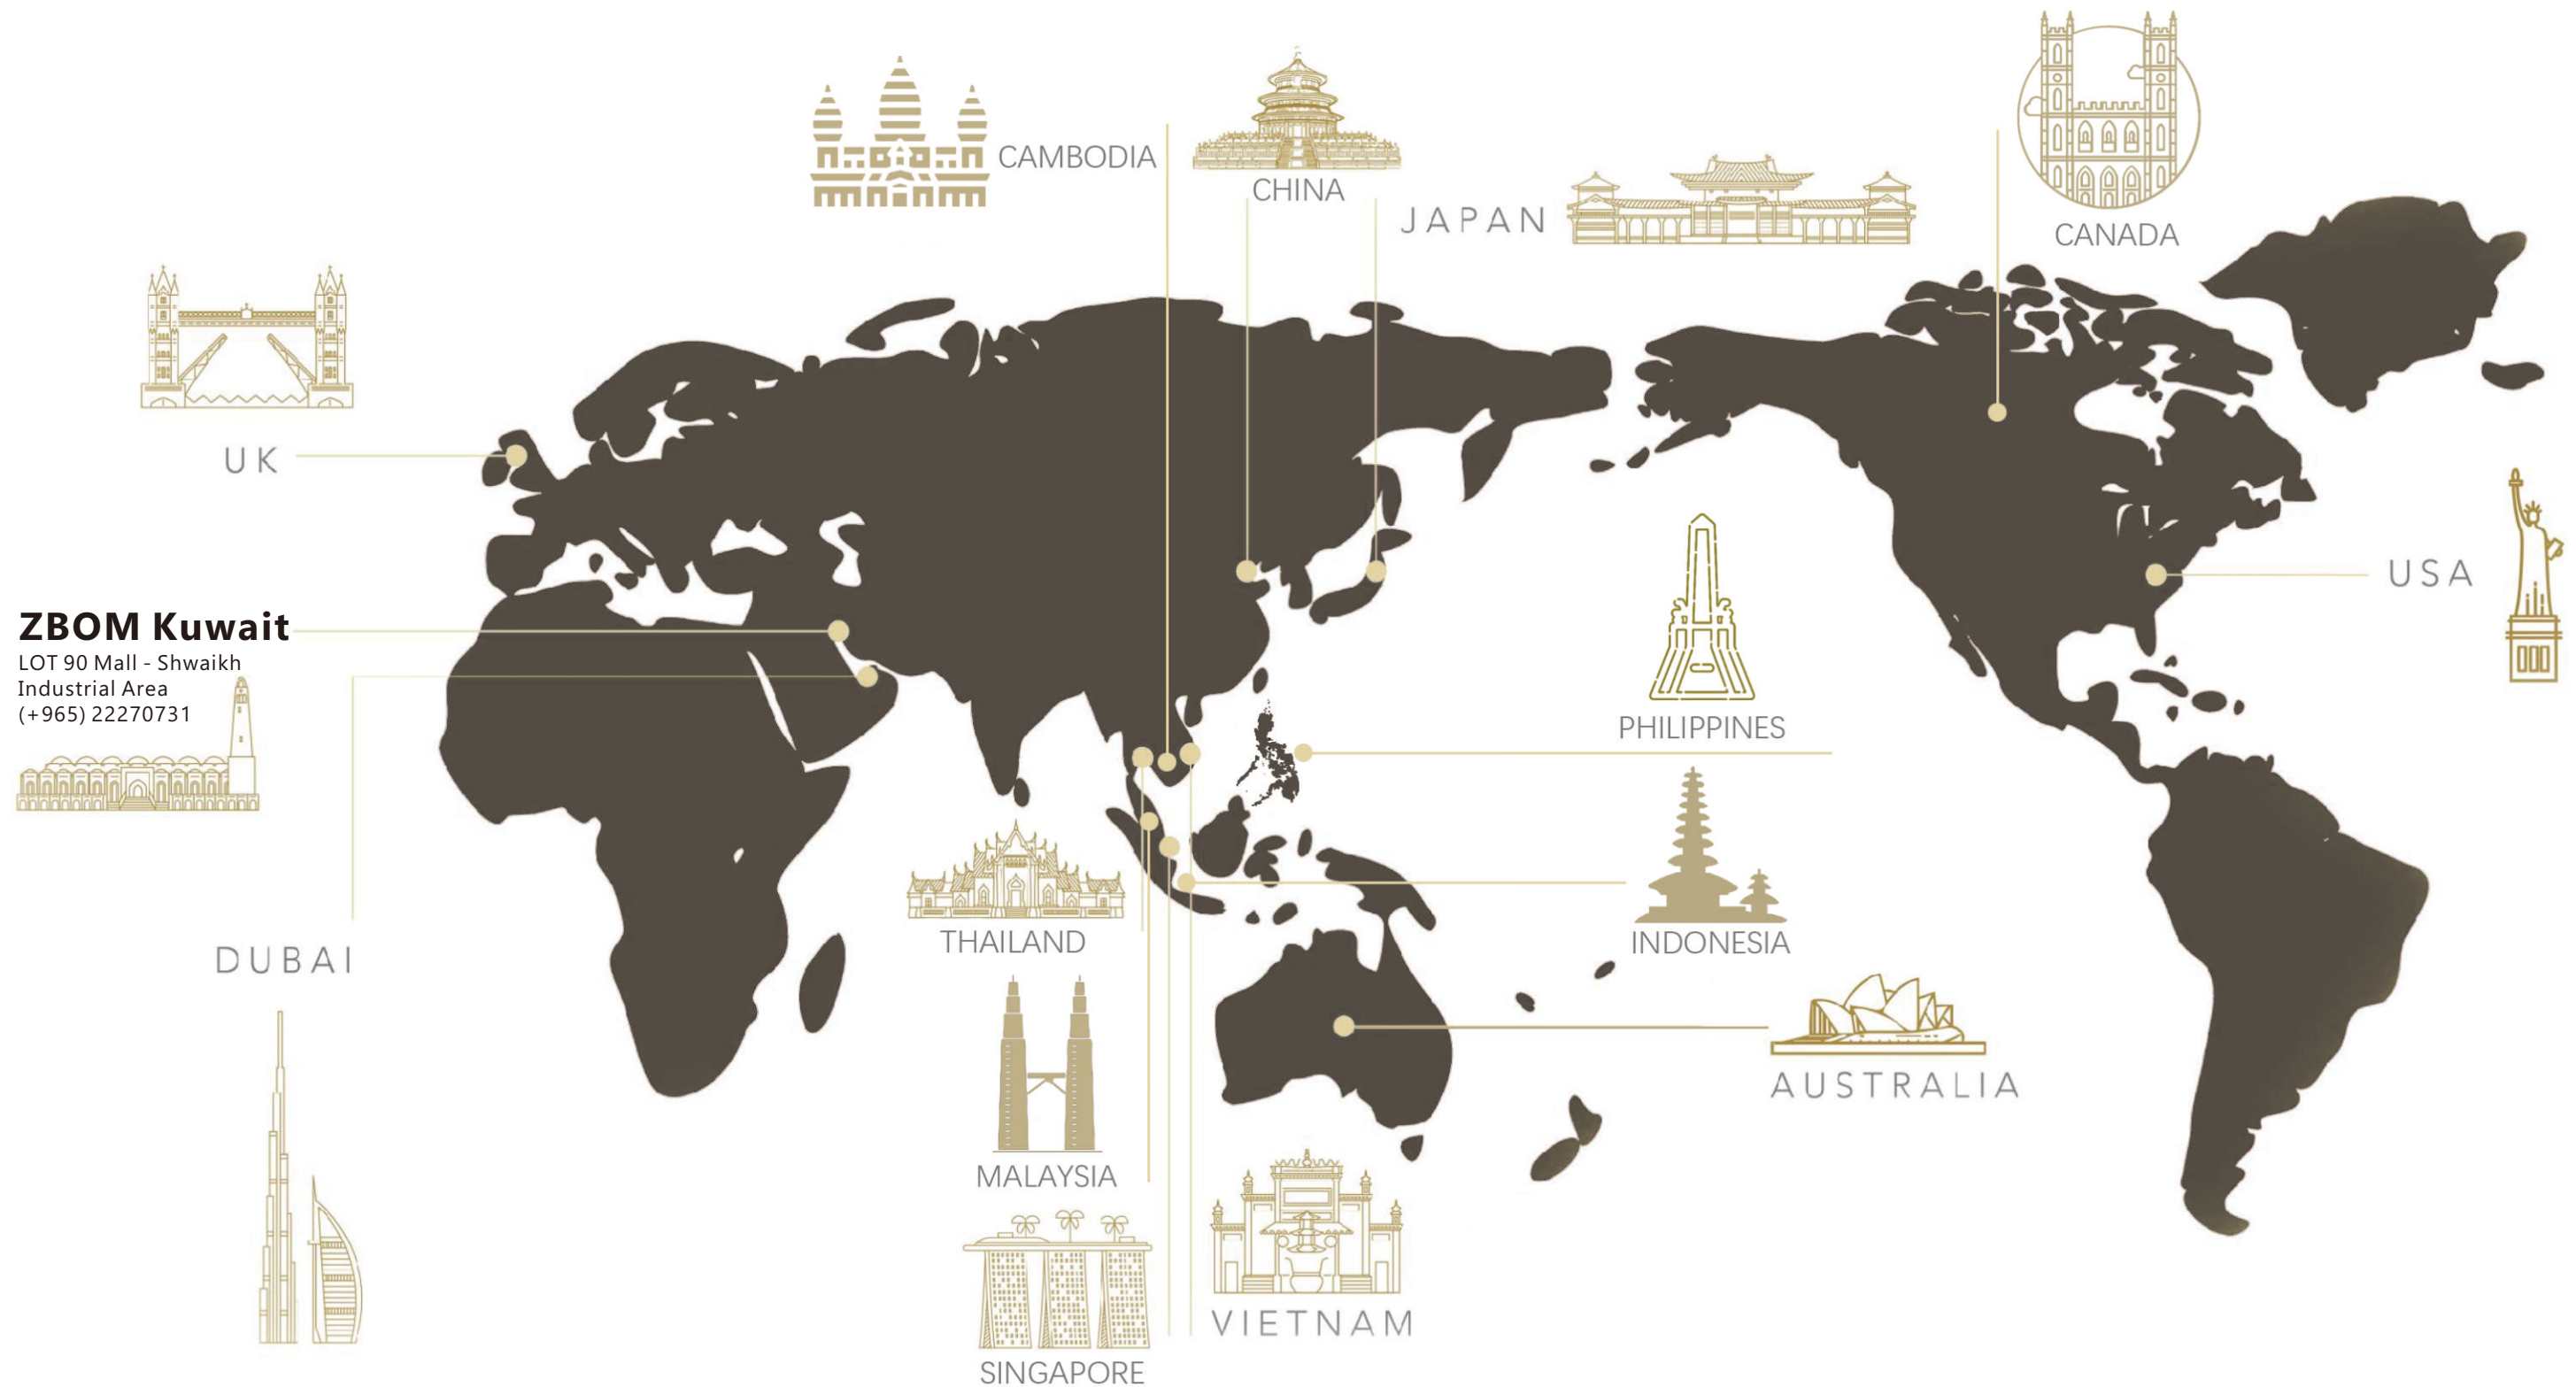 CAMBODIA
CHINA
JAPAN
CANADA
UK
USA
ZBOM Kuwait
LOT 90 Mall - Shwaikh
Industrial Area
(+965) 22270731
PHILIPPINES
THAILAND
INDONESIA
DUBAI
AUSTRALIA
MALAYSIA
VIETNAM
SINGAPORE